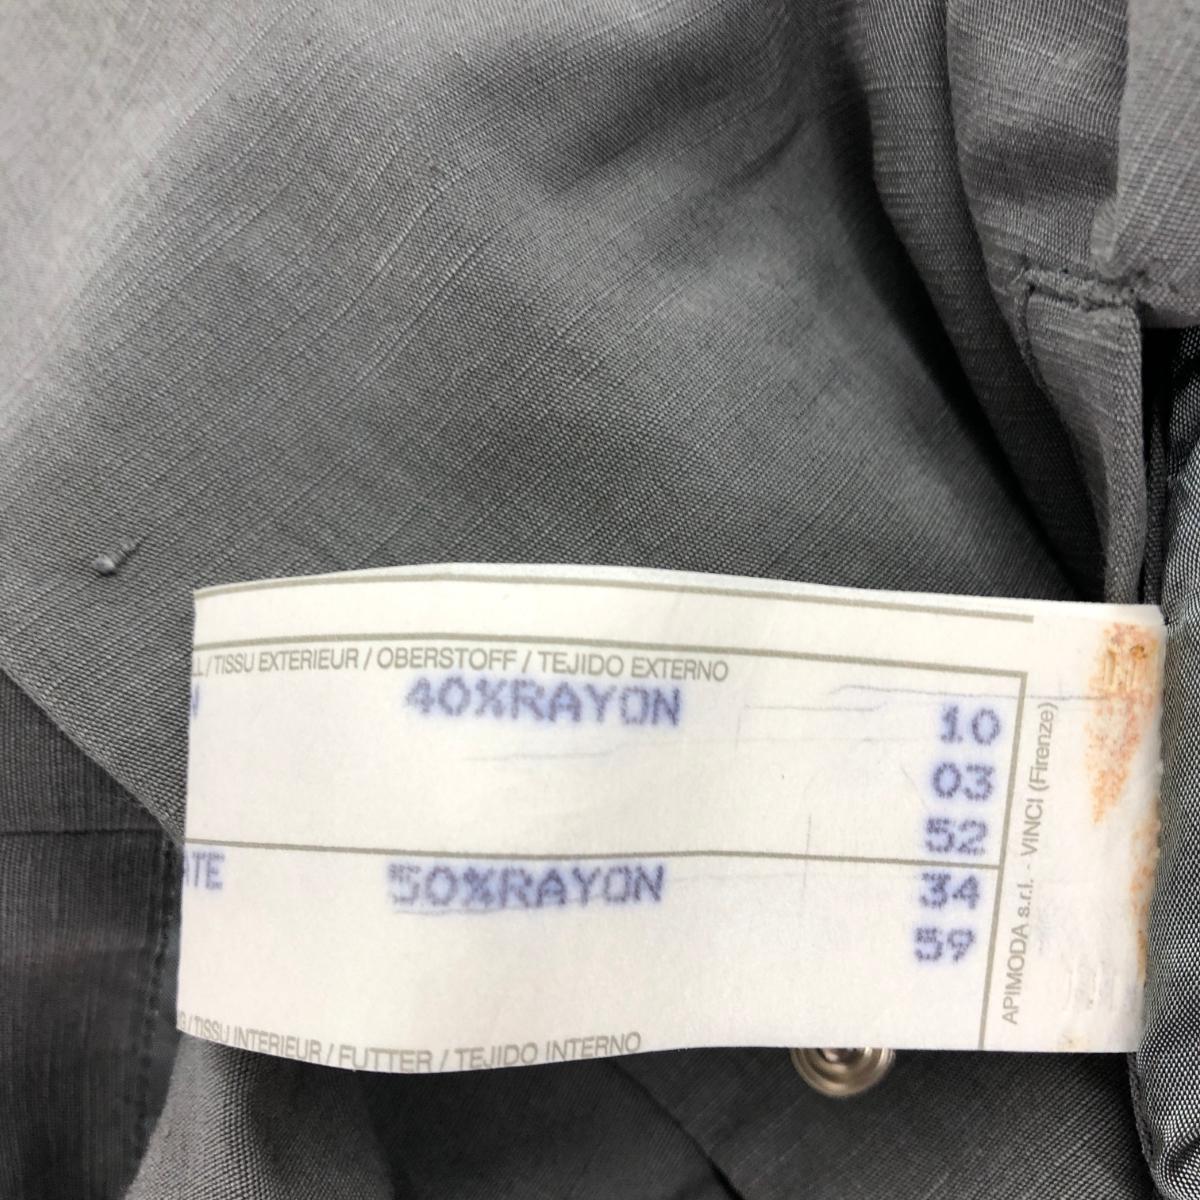 / TISSU EXTERIEUR / OBERSTOFF / TEJIDO EXTERNO
40%RAYON
10
03
52
50%RAYON
34
59
/ TISSU INTERIEUR / FUTTER / TEJIDO INTERNO
APIMODA s.r.l. - VINCI (Firenze)